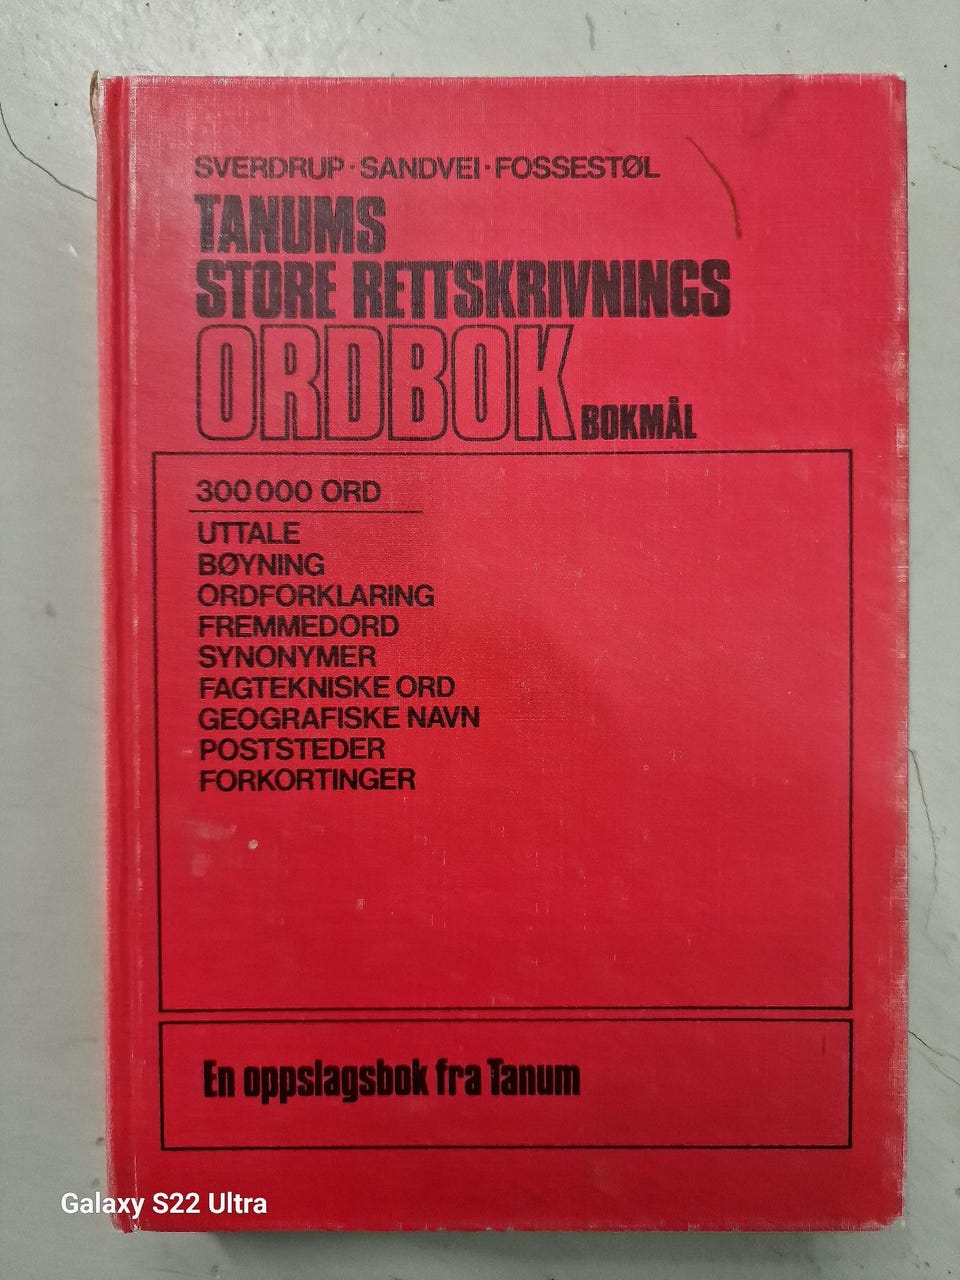 SVERDRUP · SANDVEI · FOSSESTØL
TANUMS
STORE RETTSKRIVNINGS
ORDBOK BOKMÅL
300 000 ORD
UTTALE
BØYNING
ORDFORKLARING
FREMMEDORD
SYNONYMER
FAGTEKNISKE ORD
GEOGRAFISKE NAVN
POSTSTEDER
FORKORTINGER
En oppslagsbok fra Tanum
Galaxy S22 Ultra